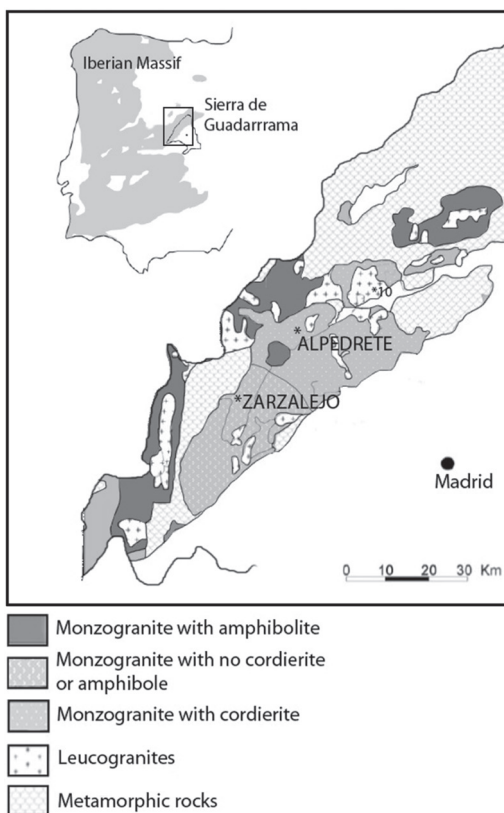 Iberian Massif
Sierra de
Guadarrrama
*10
*
ALPEDRETE
*ZARZALEJO
Madrid
0 10 20 30 Km
Monzogranite with amphibolite
Monzogranite with no cordierite
or amphibole
Monzogranite with cordierite
Leucogranites
Metamorphic rocks